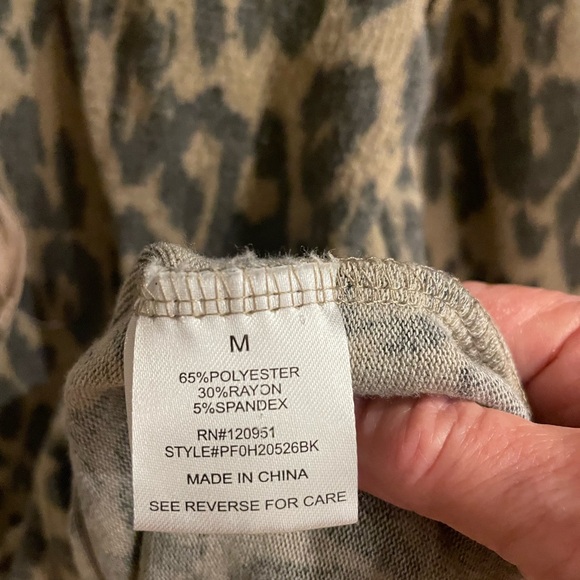 M
65%POLYESTER
30%RAYON
5%SPANDEX
RN#120951
STYLE#PF0H20526BK
MADE IN CHINA
SEE REVERSE FOR CARE